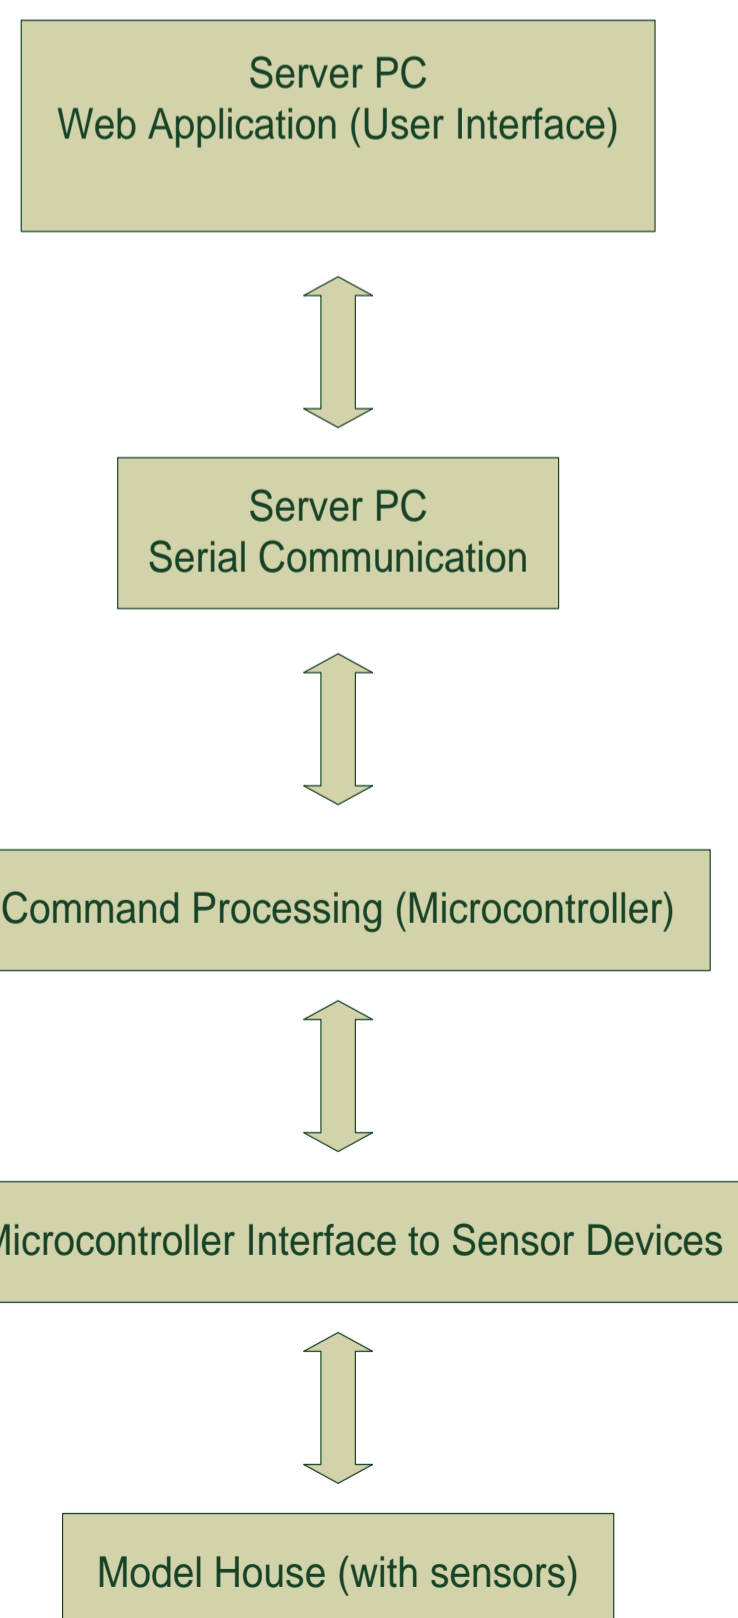 Server PC
Web Application (User Interface)
Server PC
Serial Communication
Command Processing (Microcontroller)
Microcontroller Interface to Sensor Devices
Model House (with sensors)